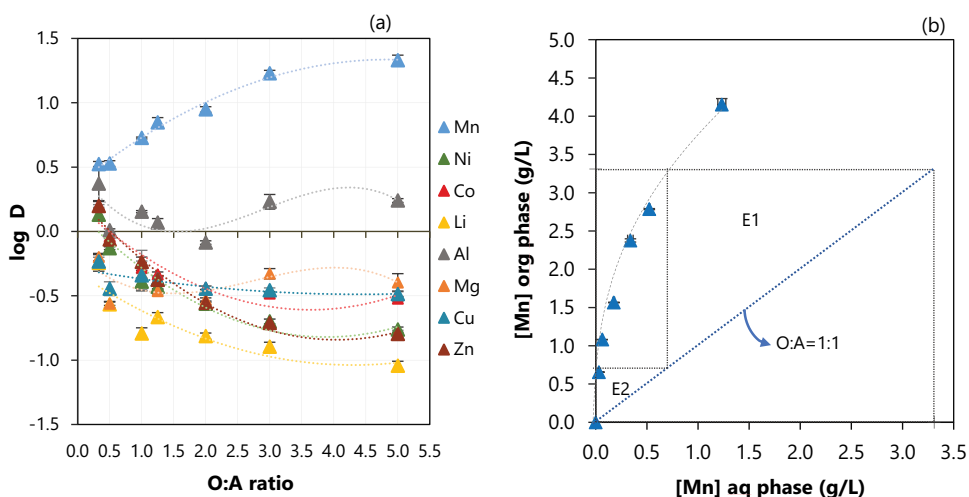 (a)
1.5
1.0
0.5
0.0
-0.5
-1.0
-1.5
log D
0.0 0.5 1.0 1.5 2.0 2.5 3.0 3.5 4.0 4.5 5.0 5.5
O:A ratio
Mn
Ni
Co
Li
Al
Mg
Cu
Zn
(b)
5.0
4.5
4.0
3.5
3.0
2.5
2.0
1.5
1.0
0.5
0.0
[Mn] org phase (g/L)
E1
E2
O:A=1:1
0.0 0.5 1.0 1.5 2.0 2.5 3.0 3.5
[Mn] aq phase (g/L)